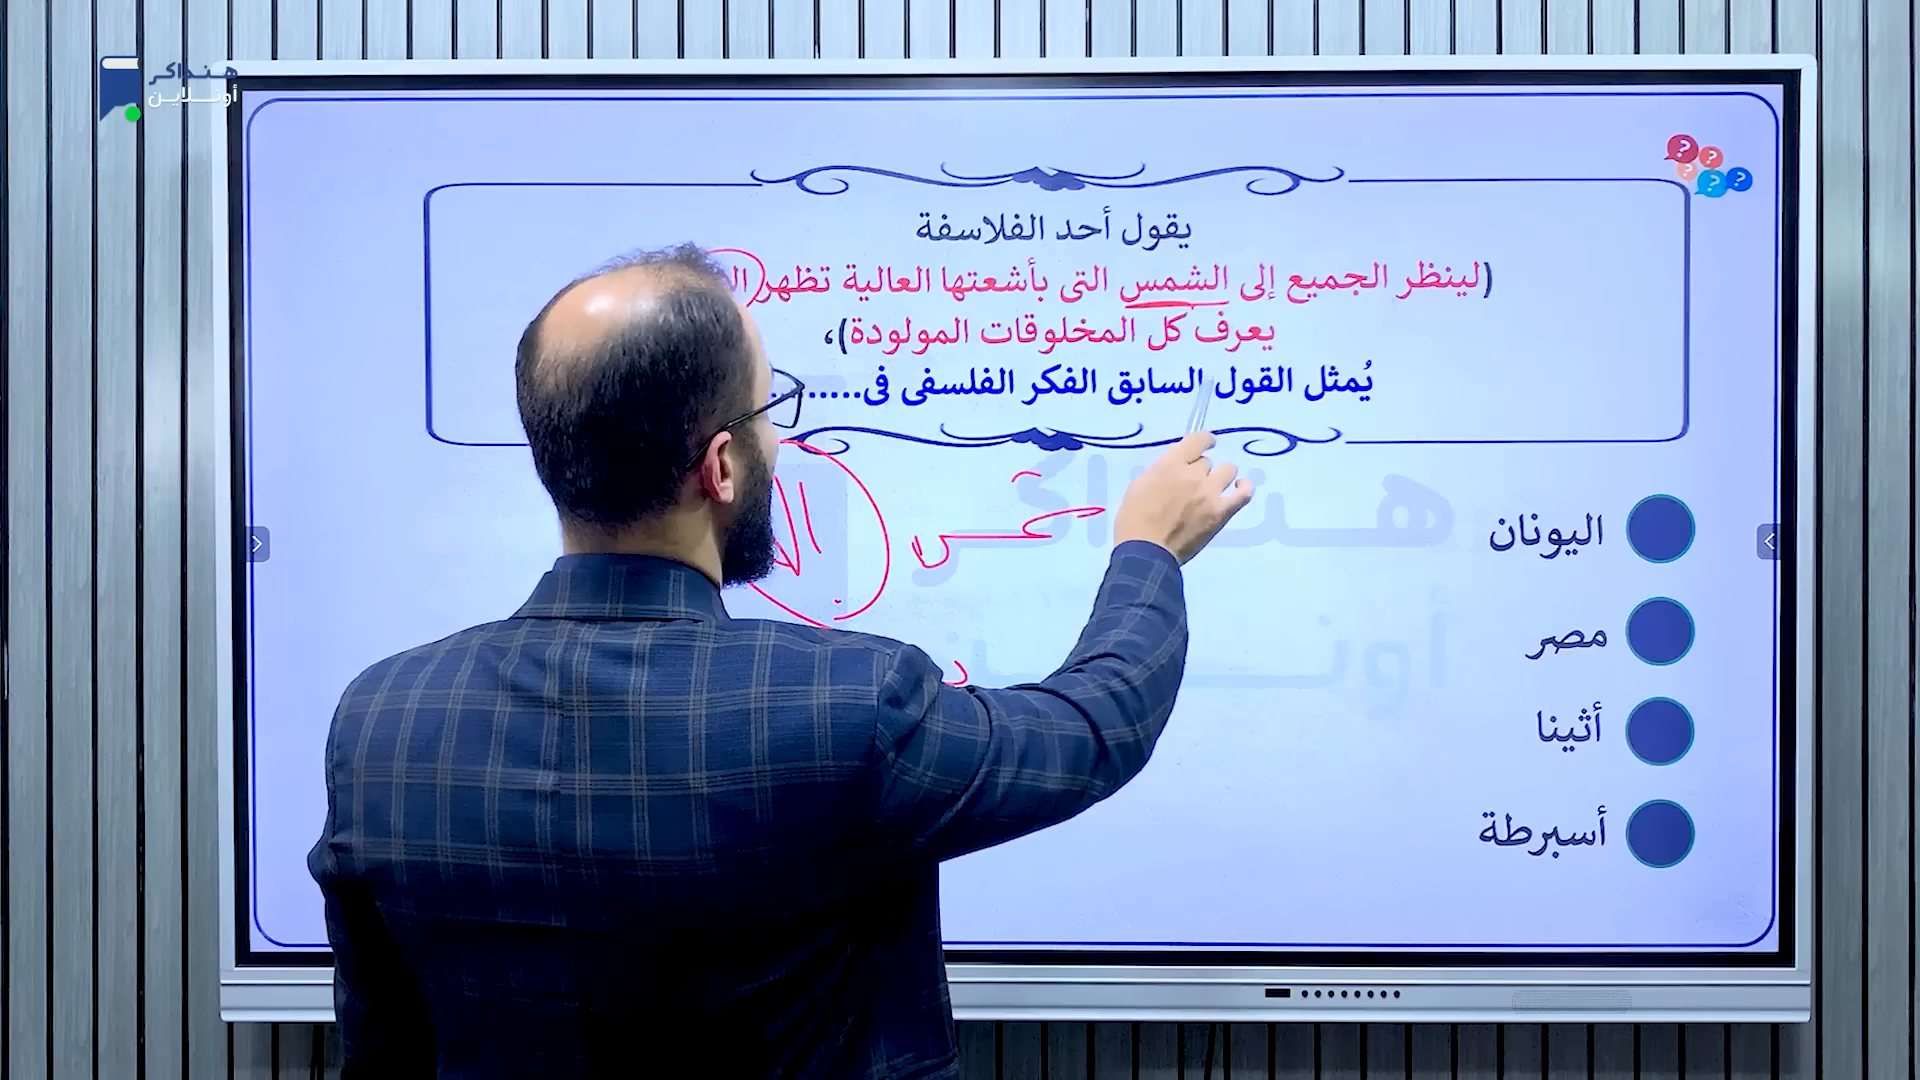 هنذاكر
أونلاين
يقول أحد الفلاسفة
(لينظر الجميع إلى الشمس التى بأشعتها العالية تظهر
يعرف كل المخلوقات المولودة)،
يُمثل القول السابق الفكر الفلسفى فى.........
اليونان
مصر
أثينا
أسبرطة